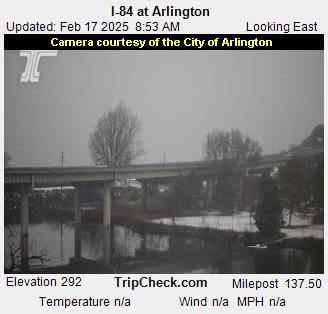 I-84 at Arlington
Updated: Feb 17 2025 8:53 AM Looking East
Camera courtesy of the City of Arlington
Elevation 292 TripCheck.com Milepost 137.50
Temperature n/a Wind n/a MPH n/a